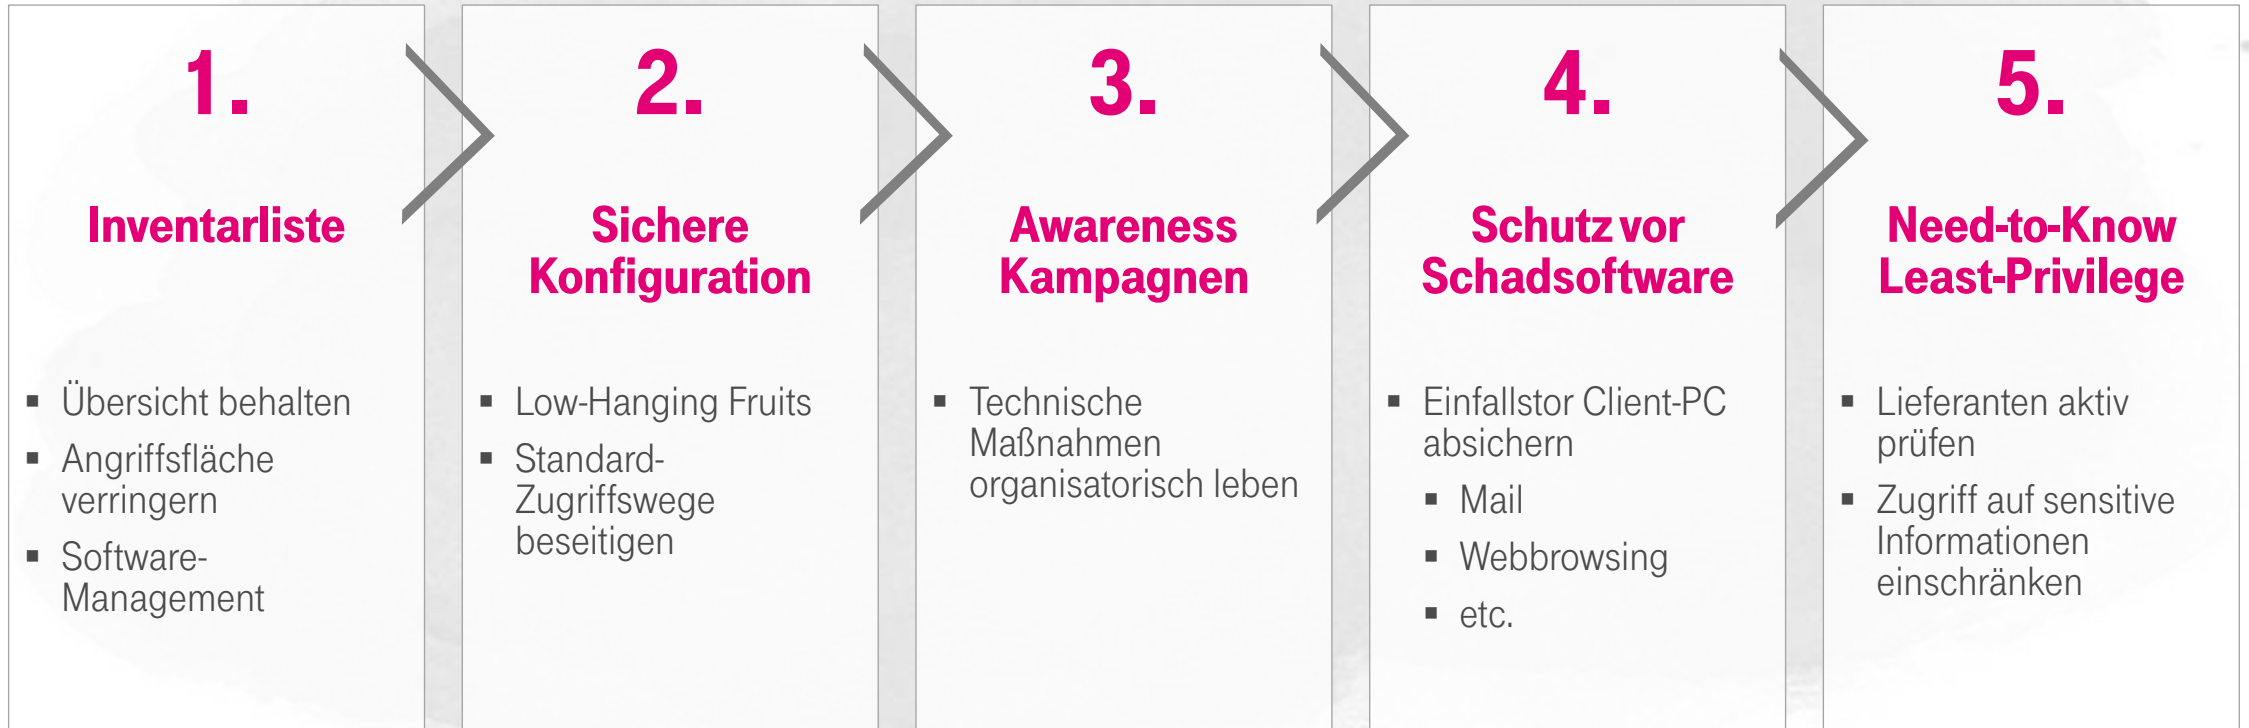 1.
Inventarliste
▪ Übersicht behalten
▪ Angriffsfläche
verringern
▪ Software-
Management
2.
Sichere
Konfiguration
▪ Low-Hanging Fruits
▪ Standard-
Zugriffswege
beseitigen
3.
Awareness
Kampagnen
▪ Technische
Maßnahmen
organisatorisch leben
4.
Schutz vor
Schadsoftware
▪ Einfallstor Client-PC
absichern
▪ Mail
▪ Webbrowsing
▪ etc.
5.
Need-to-Know
Least-Privilege
▪ Lieferanten aktiv
prüfen
▪ Zugriff auf sensitive
Informationen
einschränken